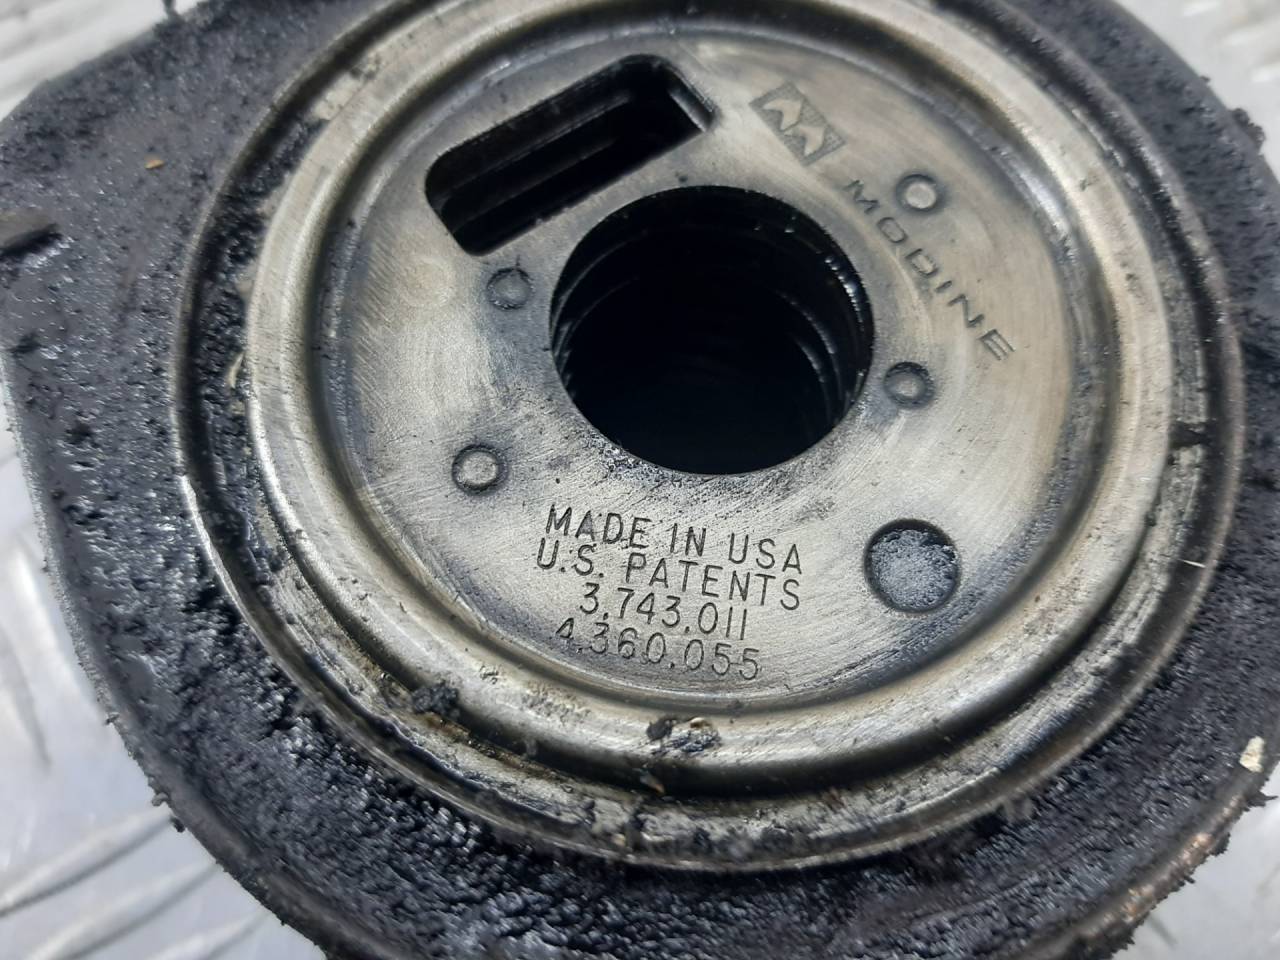 MODINE
MADE IN USA
U.S. PATENTS
3,743,011
4,360,055